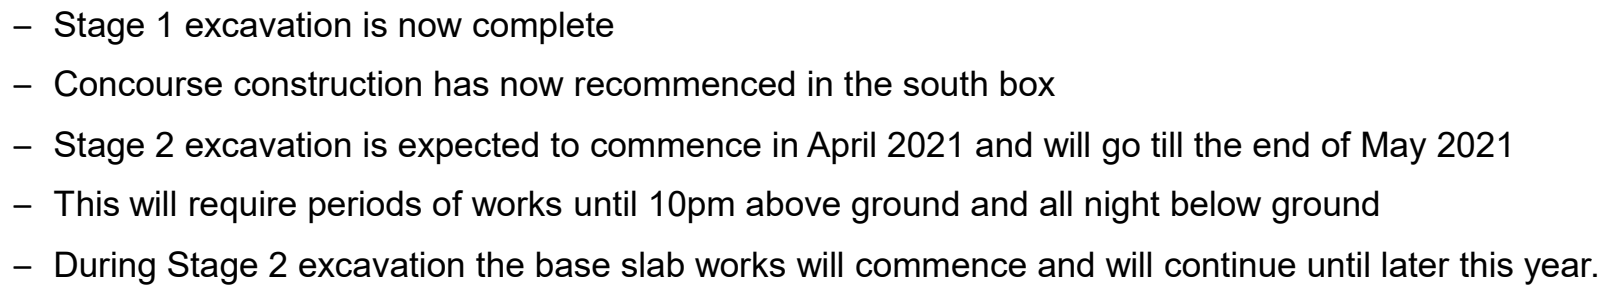 – Stage 1 excavation is now complete
– Concourse construction has now recommenced in the south box
– Stage 2 excavation is expected to commence in April 2021 and will go till the end of May 2021
– This will require periods of works until 10pm above ground and all night below ground
– During Stage 2 excavation the base slab works will commence and will continue until later this year.